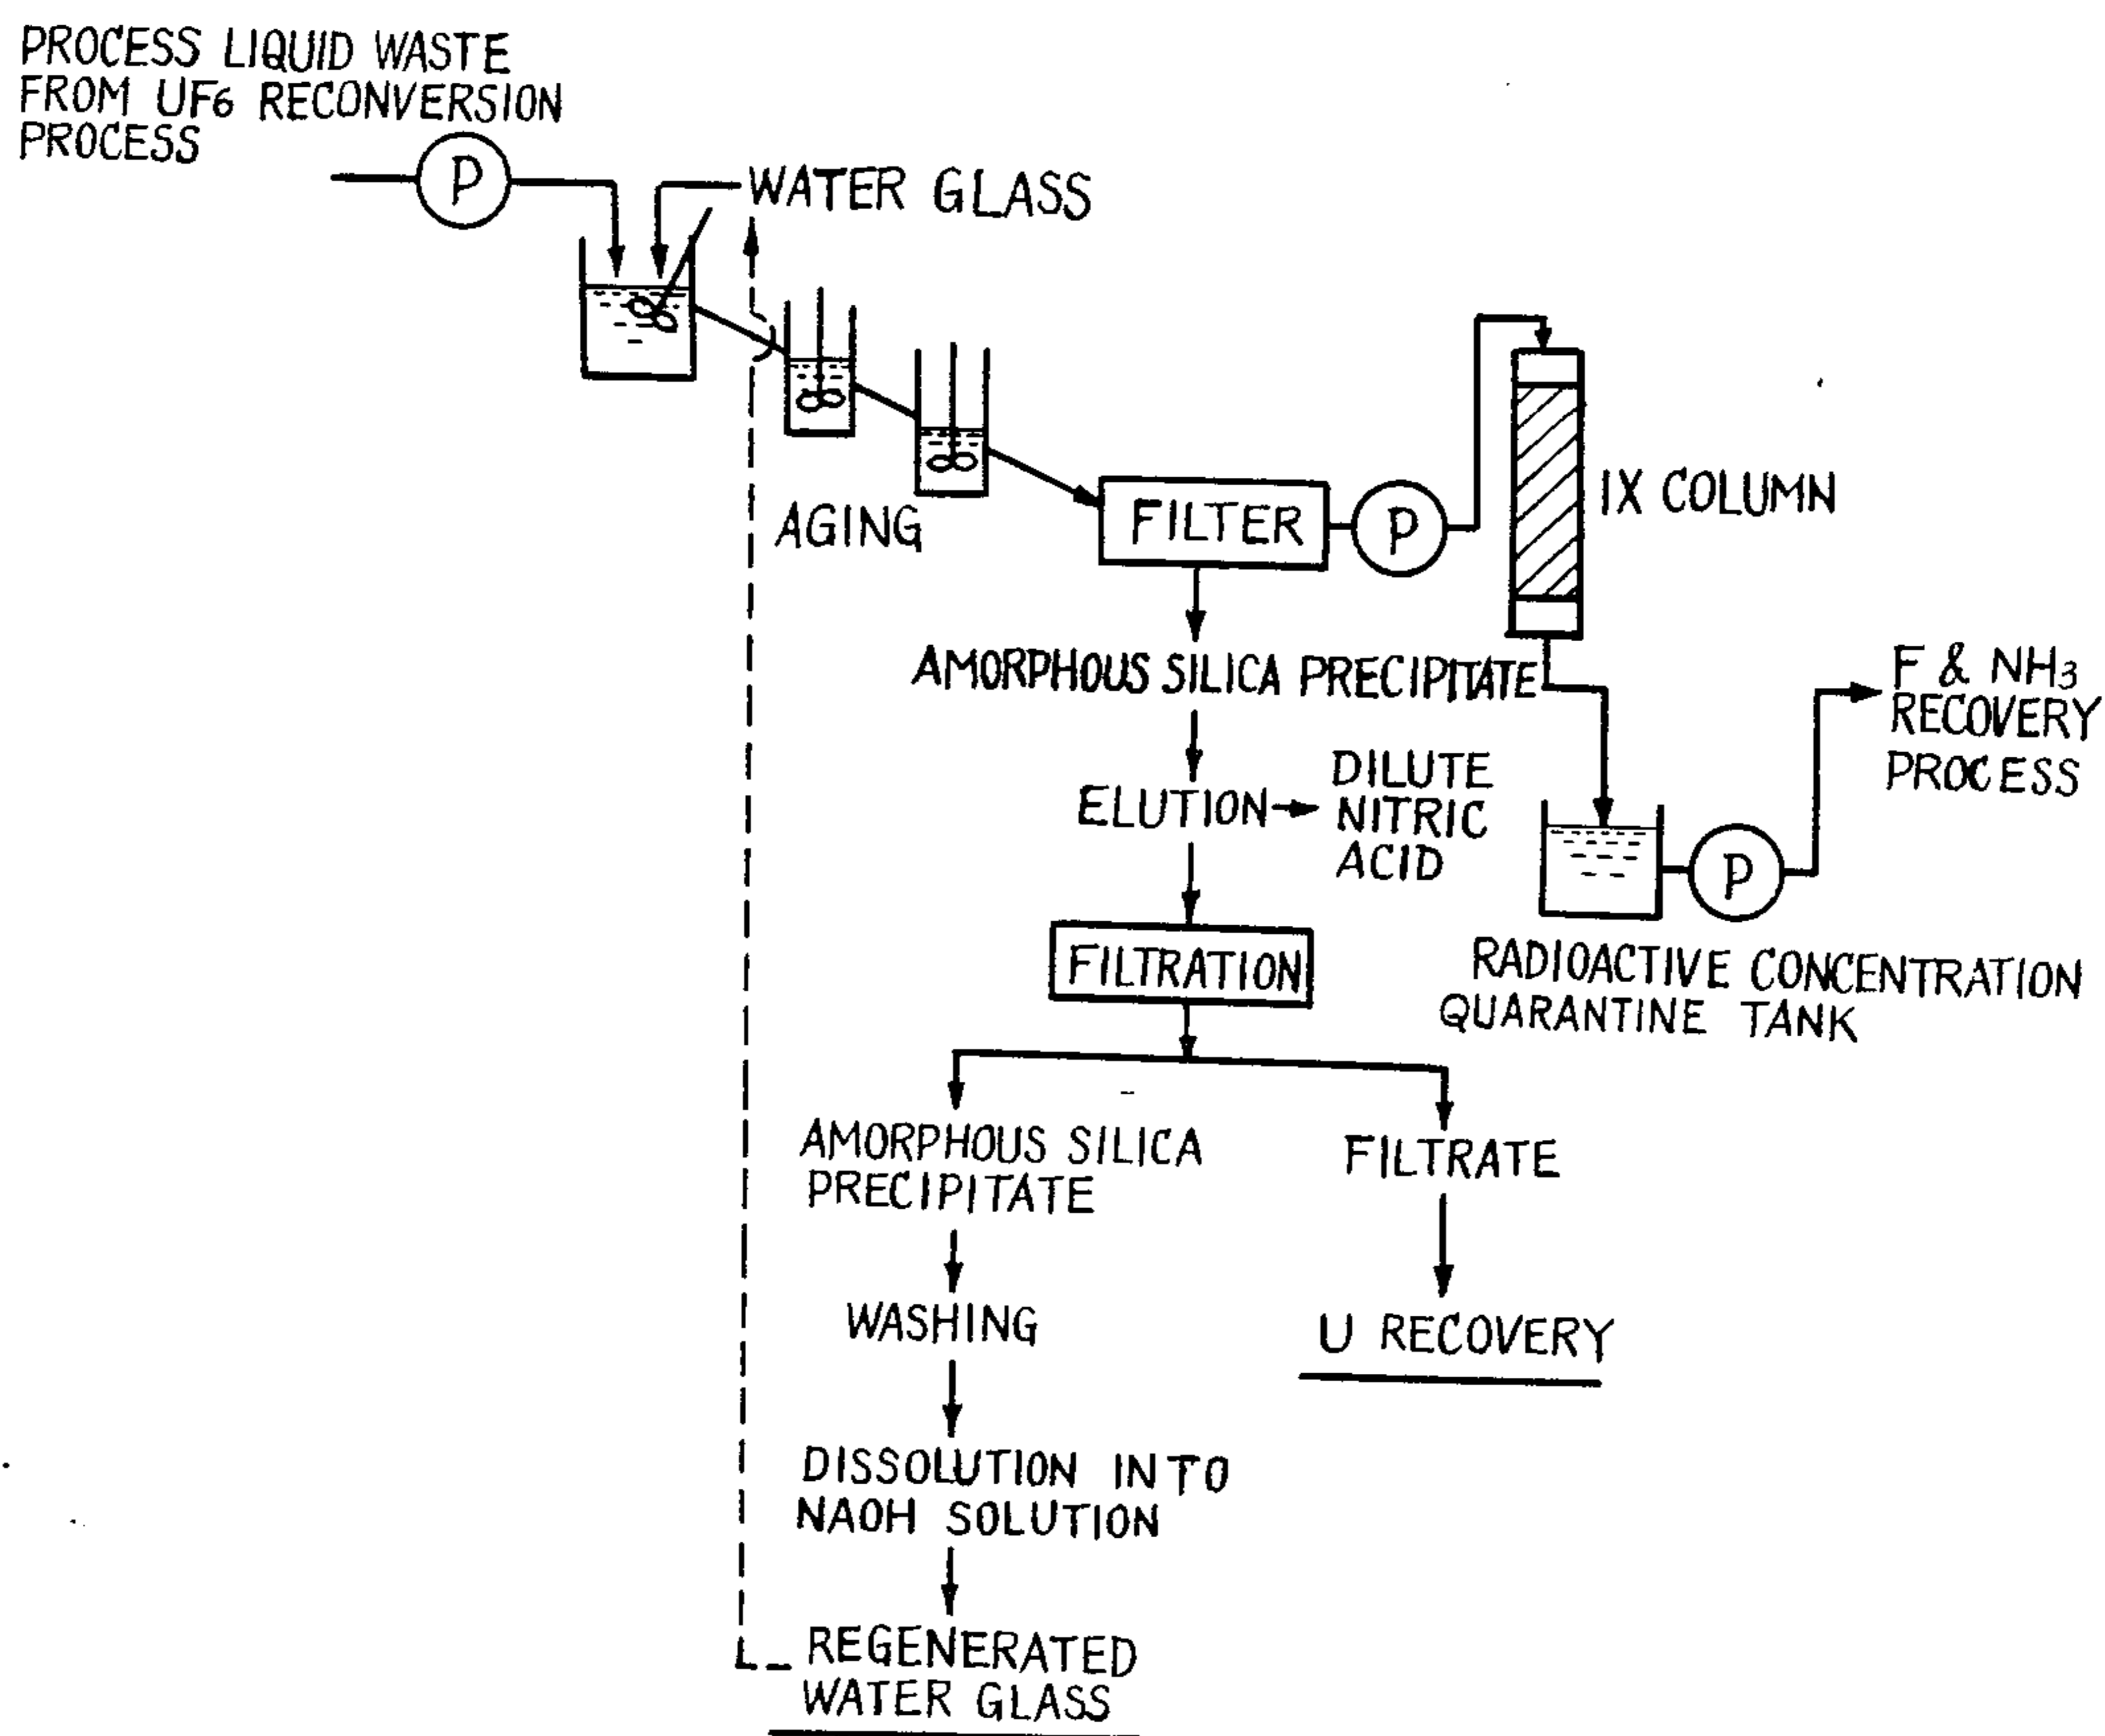 PROCESS LIQUID WASTE
FROM UF6 RECONVERSION
PROCESS
P
WATER GLASS
AGING
FILTER
P
IX COLUMN
AMORPHOUS SILICA PRECIPITATE
F & NH3
RECOVERY
PROCESS
ELUTION
DILUTE
NITRIC
ACID
P
FILTRATION
RADIOACTIVE CONCENTRATION
QUARANTINE TANK
AMORPHOUS SILICA
PRECIPITATE
FILTRATE
WASHING
U RECOVERY
DISSOLUTION INTO
NAOH SOLUTION
REGENERATED
WATER GLASS